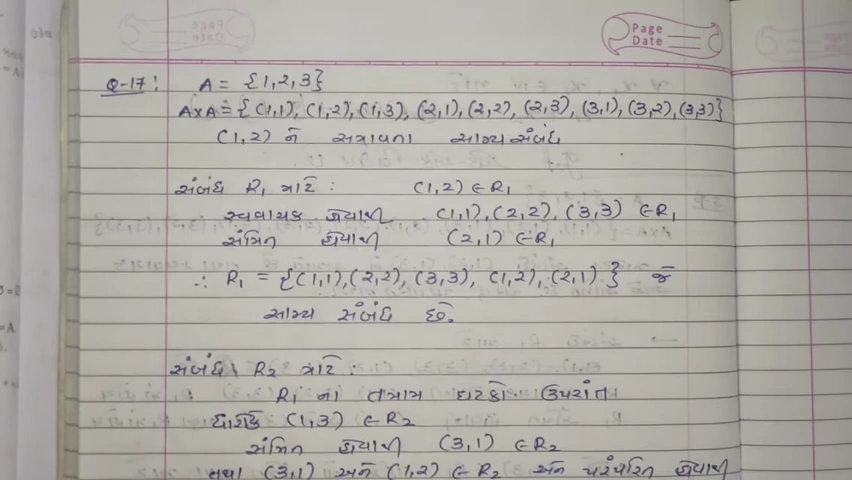 Page
Date
Q-17: A = {1,2,3}
A×A = {(1,1), (1,2), (1,3), (2,1), (2,2), (2,3), (3,1), (3,2), (3,3)}
(1,2) ને સમાવતા સામ્ય સંબંધ
સંબંધ R₁ માટે : (1,2) ∈ R₁
સ્વવાચક હોવાથી (1,1), (2,2), (3,3) ∈ R₁
સંમિત હોવાથી (2,1) ∈ R₁
∴ R₁ = {(1,1), (2,2), (3,3), (1,2), (2,1)} જે
સામ્ય સંબંધ છે.
સંબંધ R₂ માટે :
R₁ ના તમામ ઘટકો ઉપરાંત
ધારોકે (1,3) ∈ R₂
સંમિત હોવાથી (3,1) ∈ R₂
તથા (3,1) અને (1,2) ∈ R₂ અને પરંપરિત હોવાથી